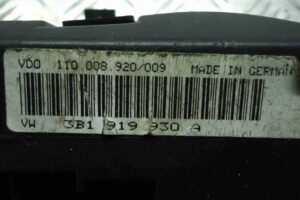 VDO 110 008.920/009 MADE IN GERMAN
VW 3B1 919 930 A